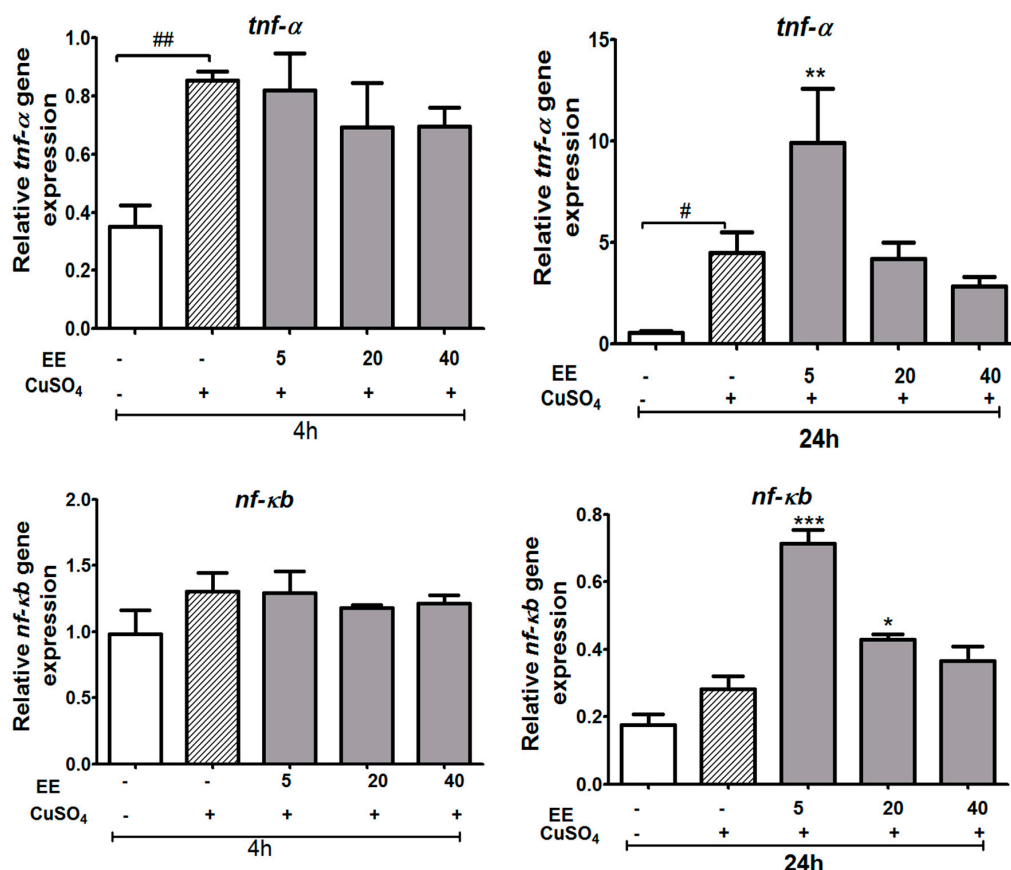 tnf-α
Relative tnf-α gene
expression
##
1.0
0.8
0.6
0.4
0.2
0.0
EE - - 5 20 40
CuSO₄ - + + + +
4h
tnf-α
Relative tnf-α gene
expression
**
#
15
10
5
0
EE - - 5 20 40
CuSO₄ - + + + +
24h
nf-κb
Relative nf-κb gene
expression
2.0
1.5
1.0
0.5
0.0
EE - - 5 20 40
CuSO₄ - + + + +
4h
nf-κb
Relative nf-κb gene
expression
***
*
0.8
0.6
0.4
0.2
0.0
EE - - 5 20 40
CuSO₄ - + + + +
24h